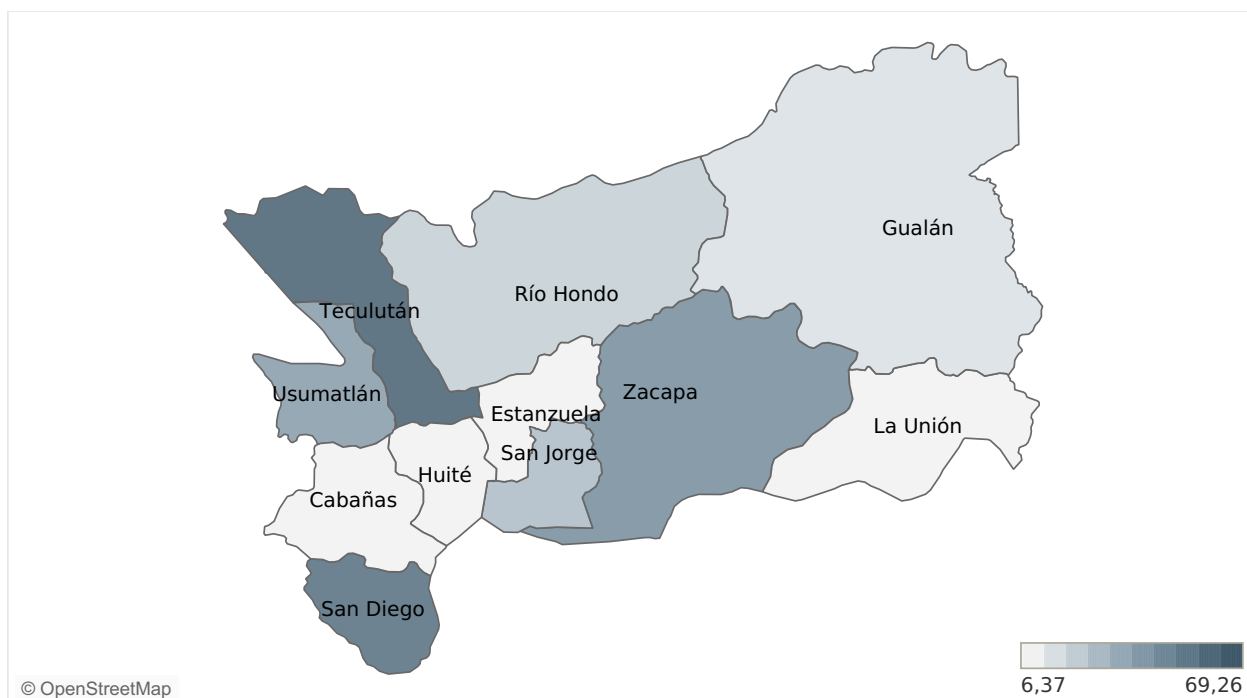 Gualán
Río Hondo
Teculután
Usumatlán
Zacapa
Estanzuela
La Unión
San Jorge
Huité
Cabañas
San Diego
6,37
69,26
© OpenStreetMap